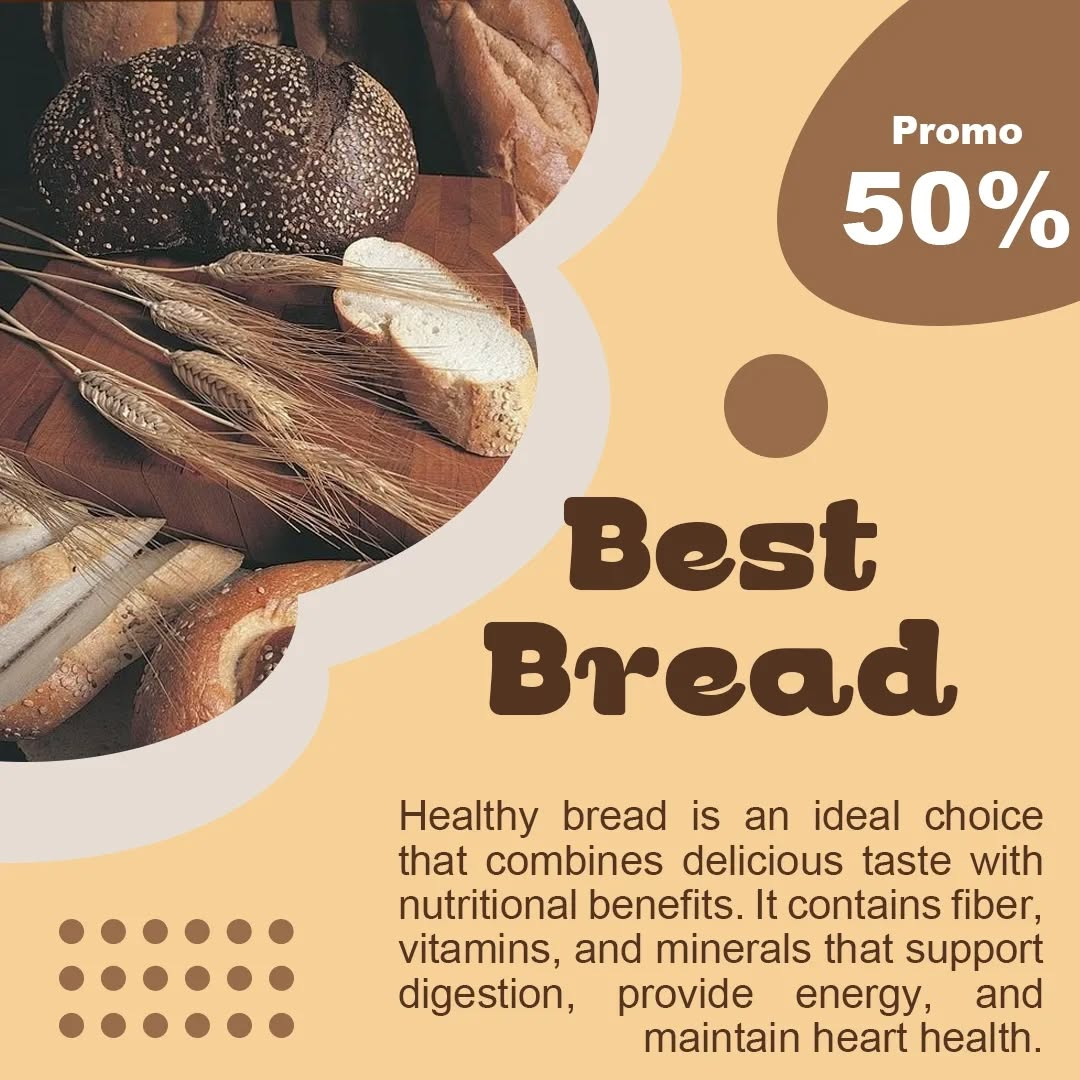 Promo
50%
Best
Bread
Healthy bread is an ideal choice
that combines delicious taste with
nutritional benefits. It contains fiber,
vitamins, and minerals that support
digestion, provide energy, and
maintain heart health.